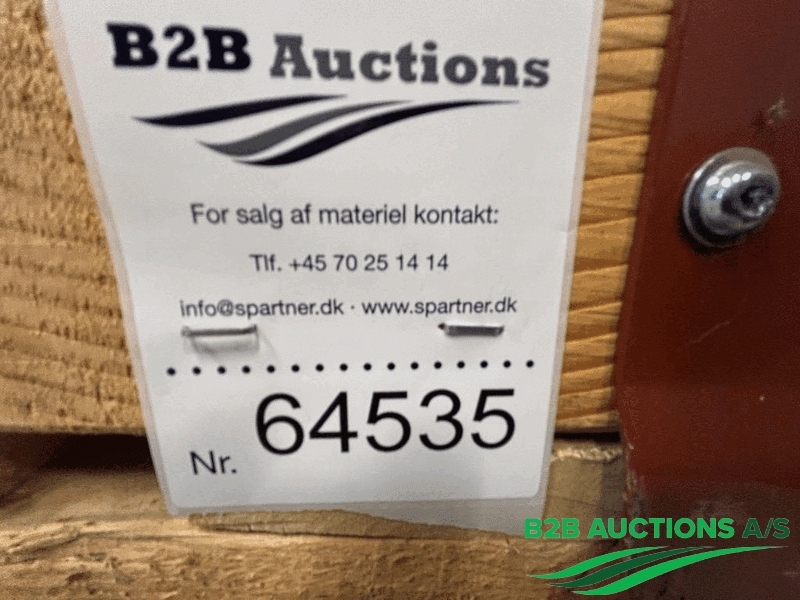 B2B Auctions
For salg af materiel kontakt:
Tlf. +45 70 25 14 14
info@spartner.dk · www.spartner.dk
Nr. 64535
B2B AUCTIONS A/S